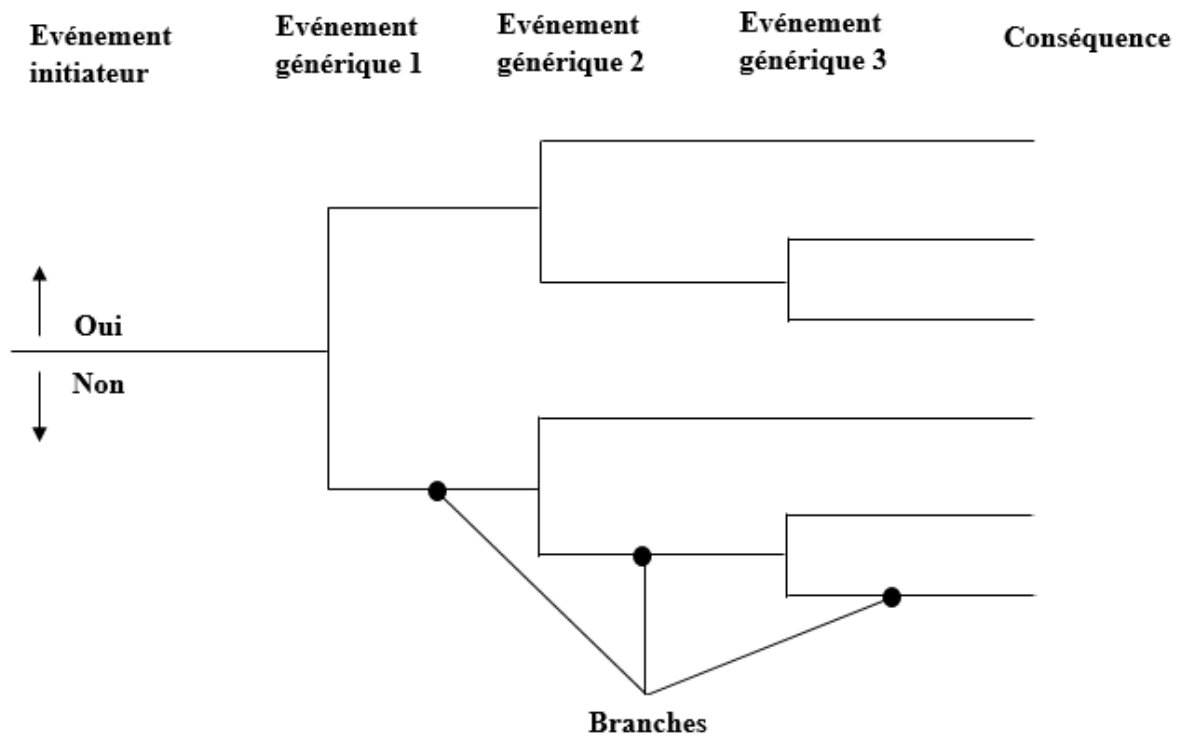 Evénement
initiateur
Evénement
générique 1
Evénement
générique 2
Evénement
générique 3
Conséquence
Oui
Non
Branches